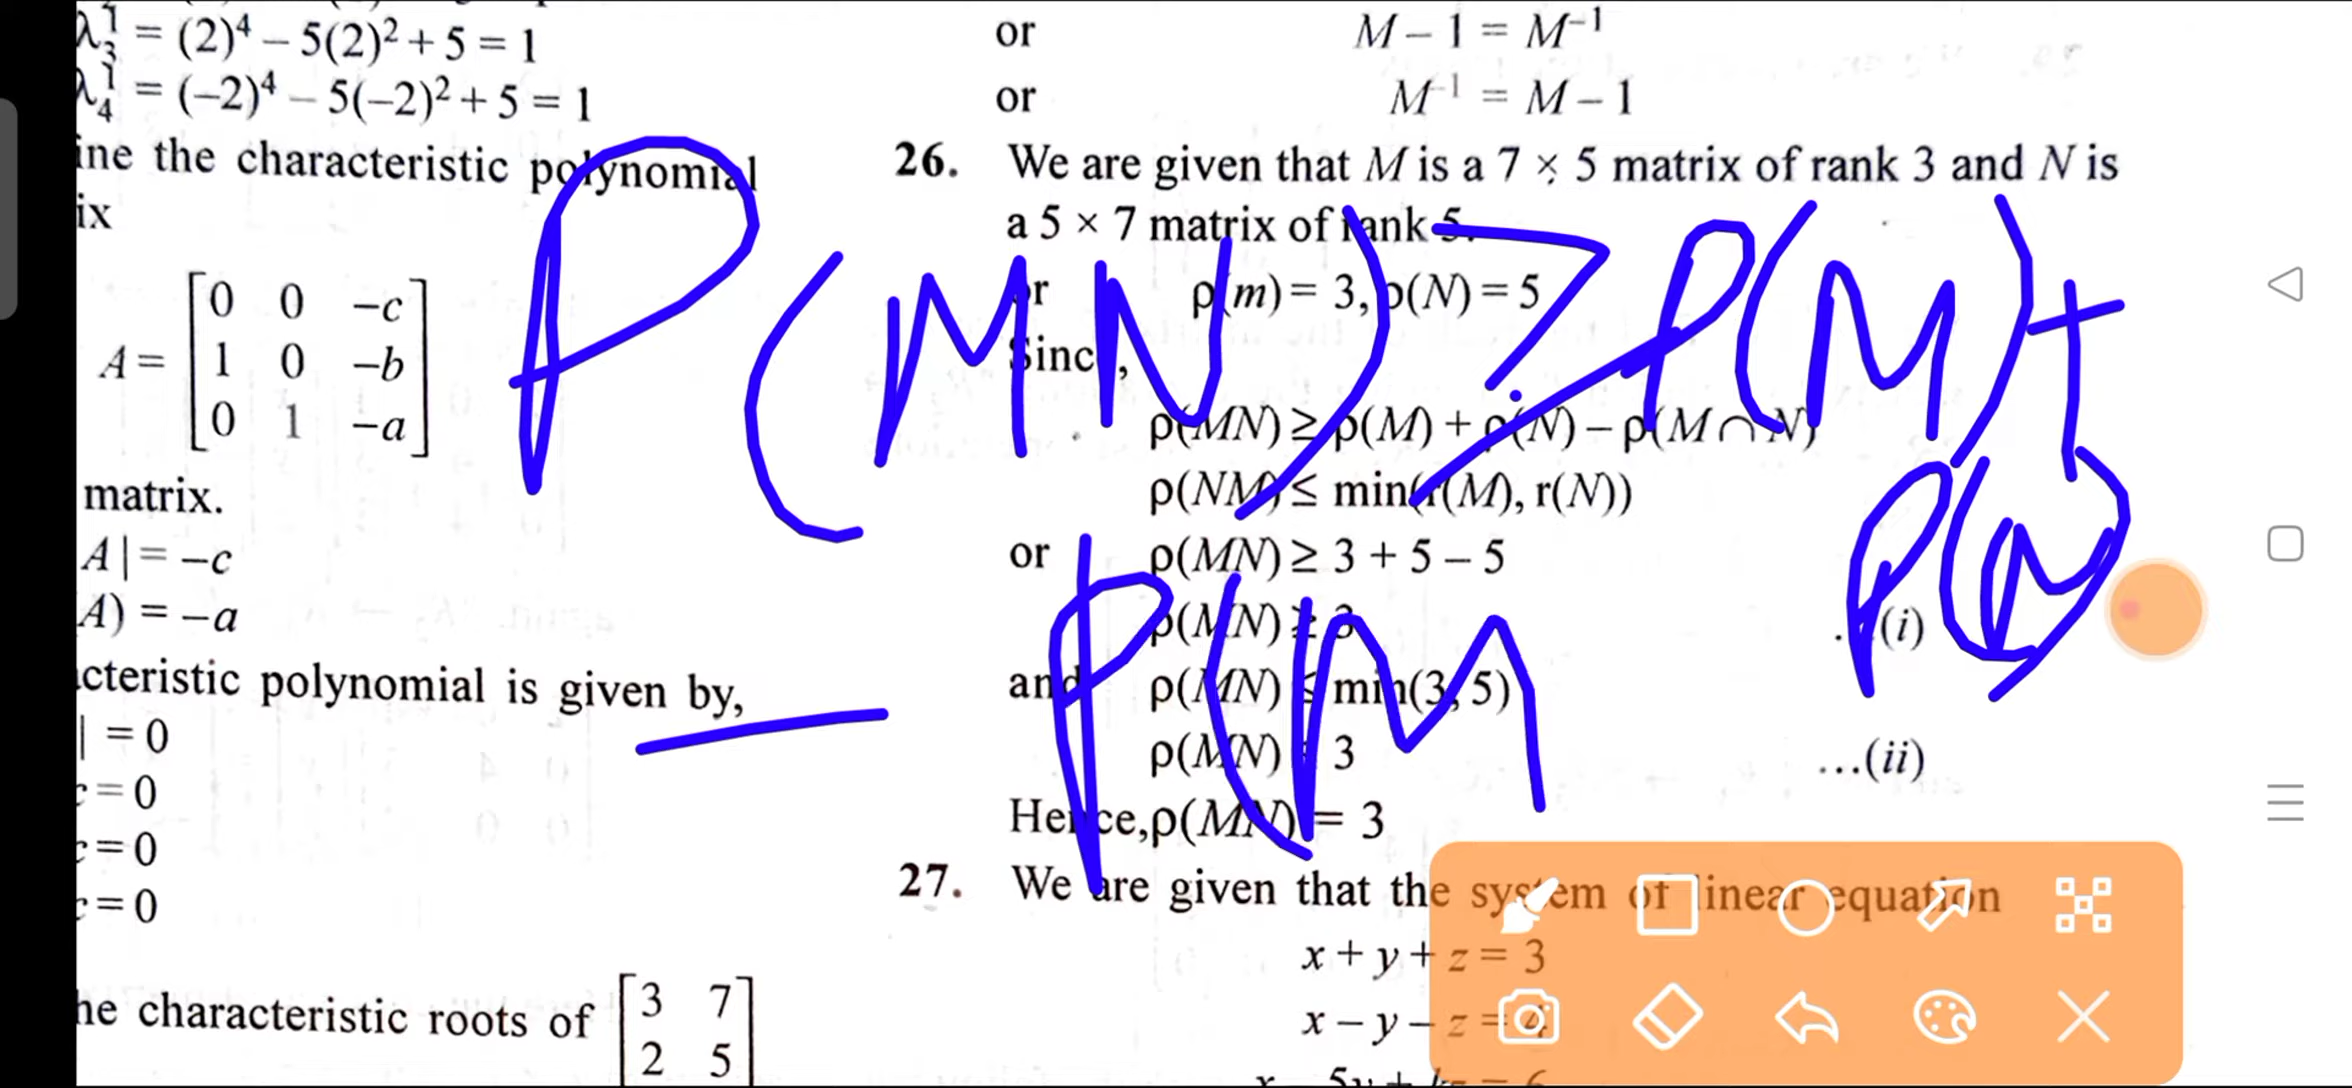 λ₃¹ = (2)⁴ – 5(2)² + 5 = 1
λ₄¹ = (–2)⁴ – 5(–2)² + 5 = 1
ine the characteristic polynomial
ix
A = [0 0 –c
1 0 –b
0 1 –a]
matrix.
A | = –c
A) = –a
cteristic polynomial is given by,
| = 0
c = 0
c = 0
c = 0
he characteristic roots of [3 7
2 5]
or M – 1 = M⁻¹
or M⁻¹ = M – 1
26. We are given that M is a 7 × 5 matrix of rank 3 and N is
a 5 × 7 matrix of rank 5.
or ρ(m) = 3, ρ(N) = 5
Since,
ρ(MN) ≥ ρ(M) + ρ(N) – ρ(M ∩ N)
ρ(NM) ≤ min(r(M), r(N))
or ρ(MN) ≥ 3 + 5 – 5
ρ(MN) ≥ 3 ...(i)
and ρ(MN) ≤ min(3, 5)
ρ(MN) ≤ 3 ...(ii)
Hence, ρ(MN) = 3
27. We are given that the system of linear equation
x + y + z = 3
x – y – z = 4
P(MN) ≥ P(M) +
P(N)
– P(M